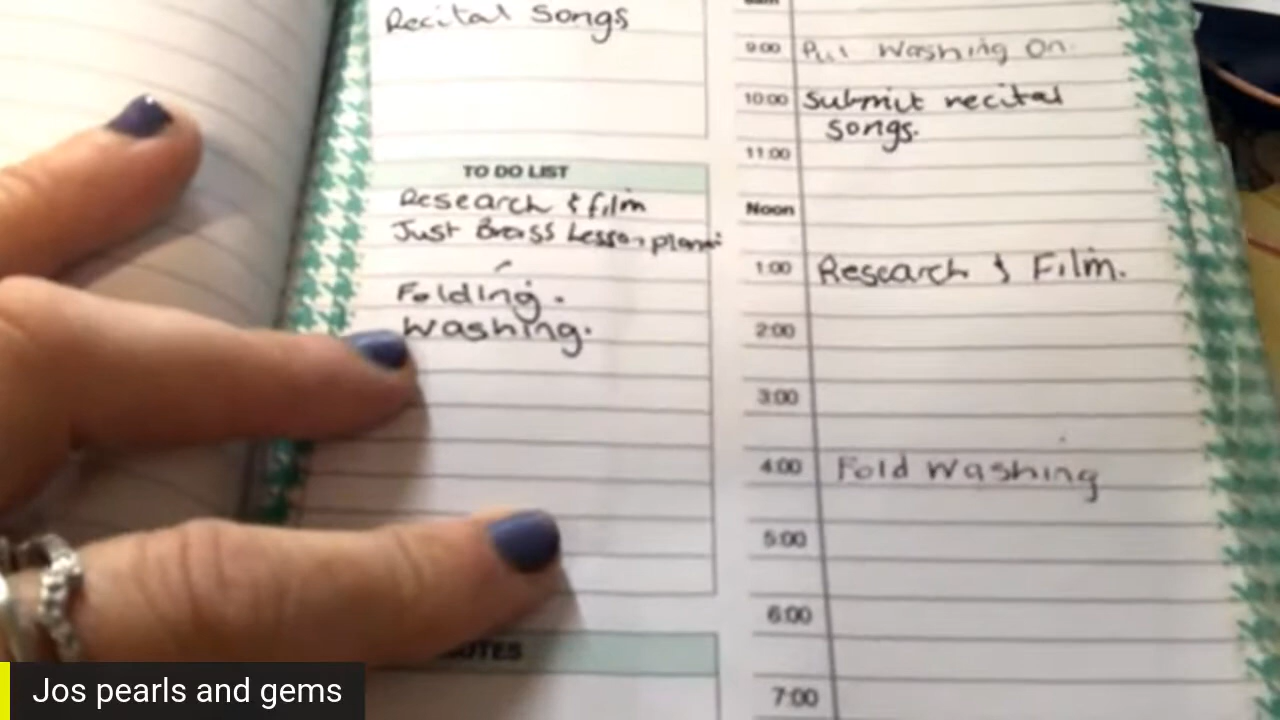 Recital Songs
TO DO LIST
Research & film
Just Brass Lesson plans
Folding.
Washing.
9:00 Put Washing On.
10:00 Submit recital
songs.
11:00
Noon
1:00 Research & Film.
2:00
3:00
4:00 Fold Washing
5:00
6:00
7:00
Jos pearls and gems